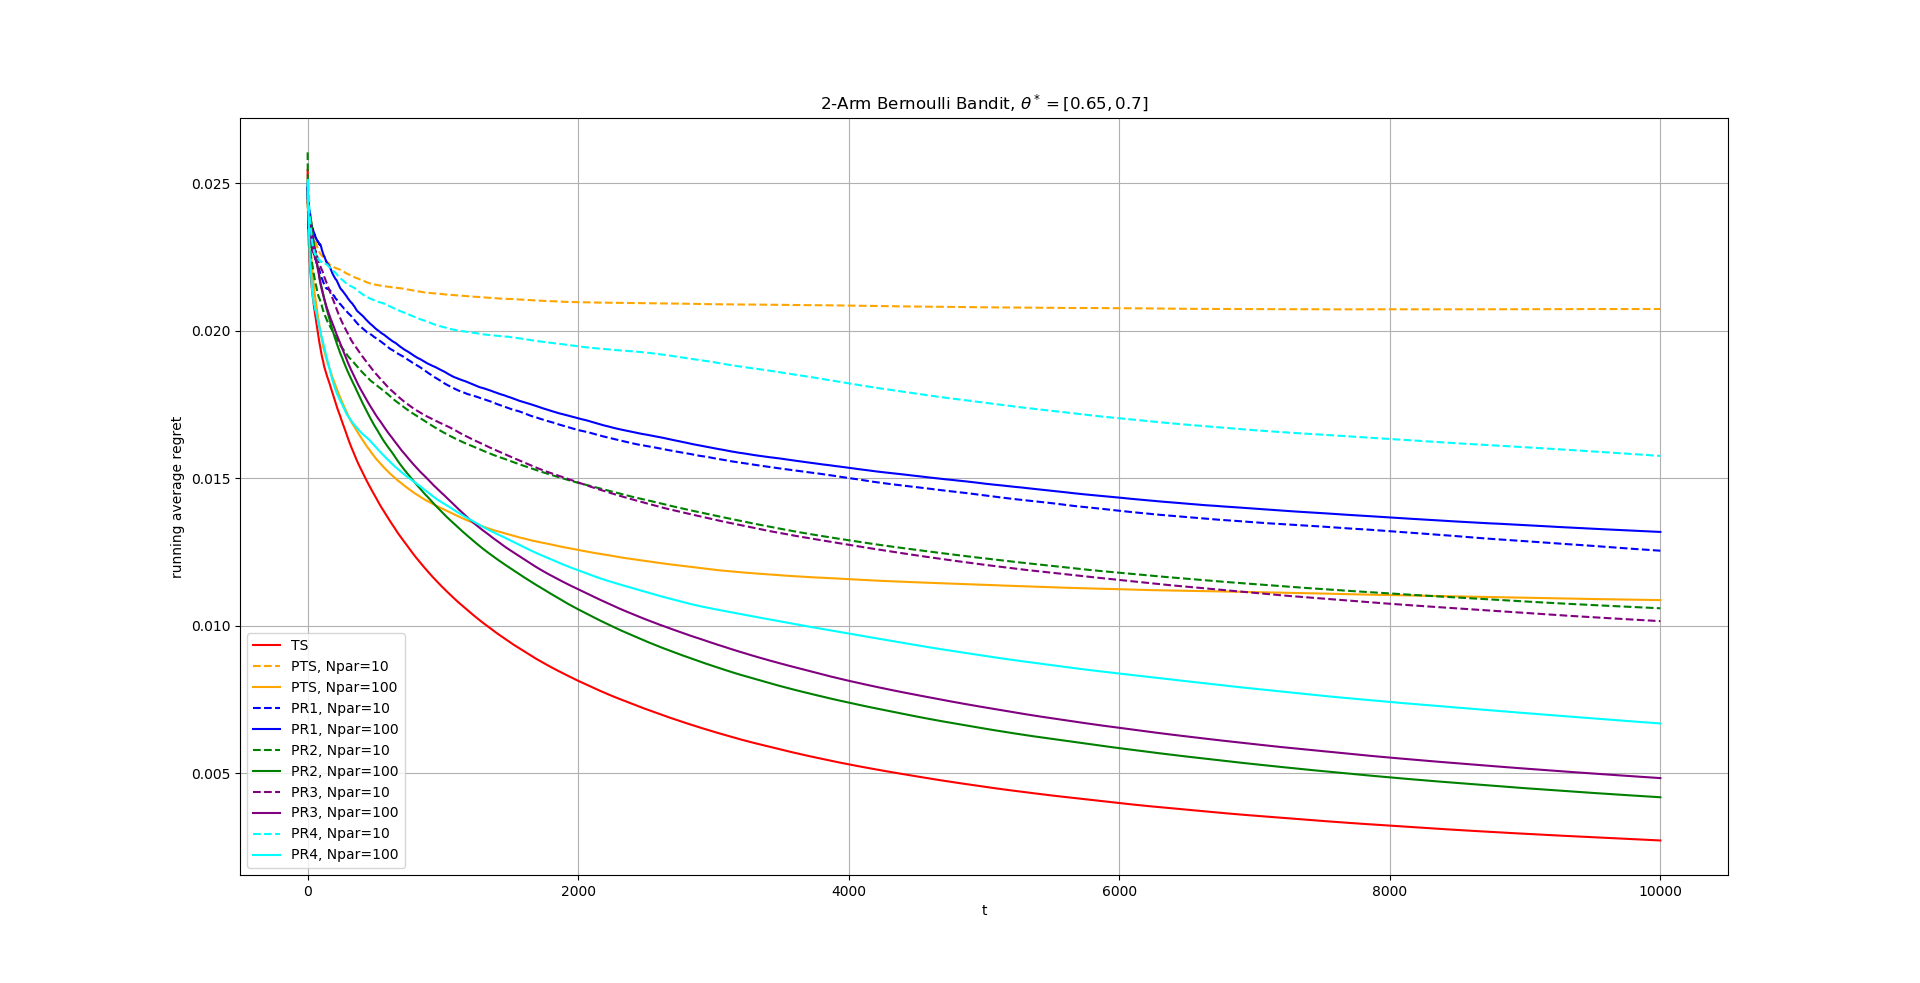 2-Arm Bernoulli Bandit, θ* = [0.65, 0.7]
running average regret
0.025
0.020
0.015
0.010
0.005
TS
PTS, Npar=10
PTS, Npar=100
PR1, Npar=10
PR1, Npar=100
PR2, Npar=10
PR2, Npar=100
PR3, Npar=10
PR3, Npar=100
PR4, Npar=10
PR4, Npar=100
0 2000 4000 6000 8000 10000
t